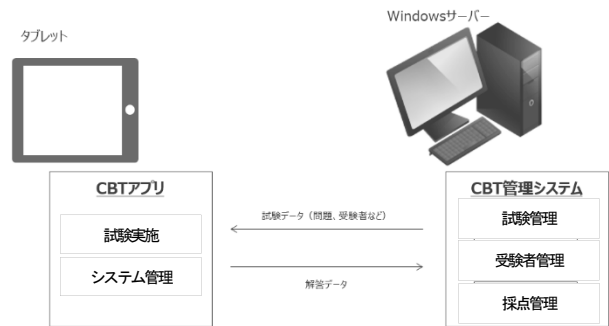 Windowsサーバー
タブレット
CBTアプリ
試験実施
システム管理
試験データ（問題、受験者など）
解答データ
CBT管理システム
試験管理
受験者管理
採点管理